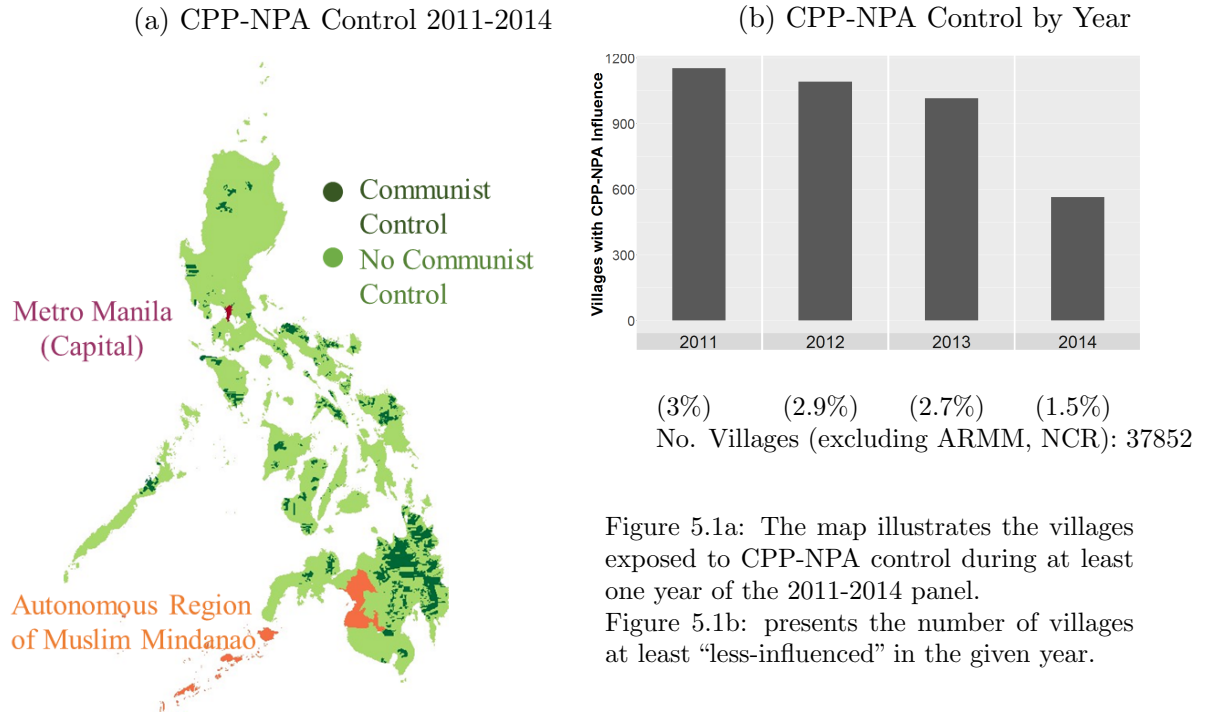 (a) CPP-NPA Control 2011-2014
Communist
Control
No Communist
Control
Metro Manila
(Capital)
Autonomous Region
of Muslim Mindanao
(b) CPP-NPA Control by Year
Villages with CPP-NPA Influence
1200
900
600
300
0
2011 2012 2013 2014
(3%) (2.9%) (2.7%) (1.5%)
No. Villages (excluding ARMM, NCR): 37852
Figure 5.1a: The map illustrates the villages
exposed to CPP-NPA control during at least
one year of the 2011-2014 panel.
Figure 5.1b: presents the number of villages
at least “less-influenced” in the given year.